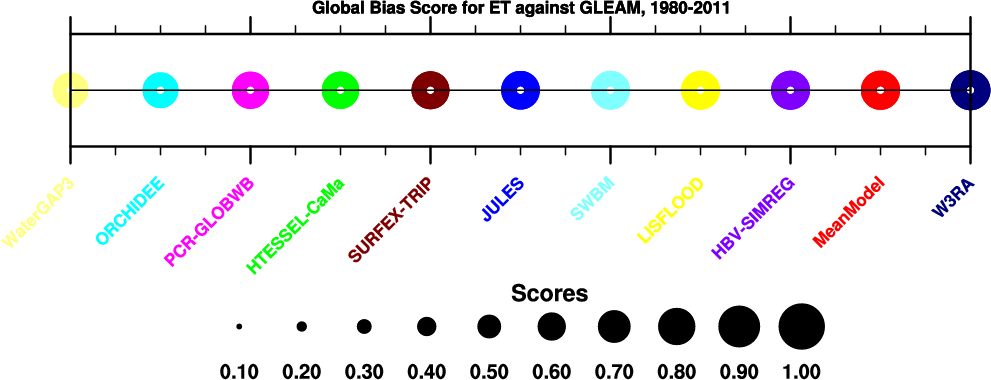 Global Bias Score for ET against GLEAM, 1980-2011
WaterGAP3
ORCHIDEE
PCR-GLOBWB
HTESSEL-CaMa
SURFEX-TRIP
JULES
SWBM
LISFLOOD
HBV-SIMREG
MeanModel
W3RA
Scores
0.10 0.20 0.30 0.40 0.50 0.60 0.70 0.80 0.90 1.00